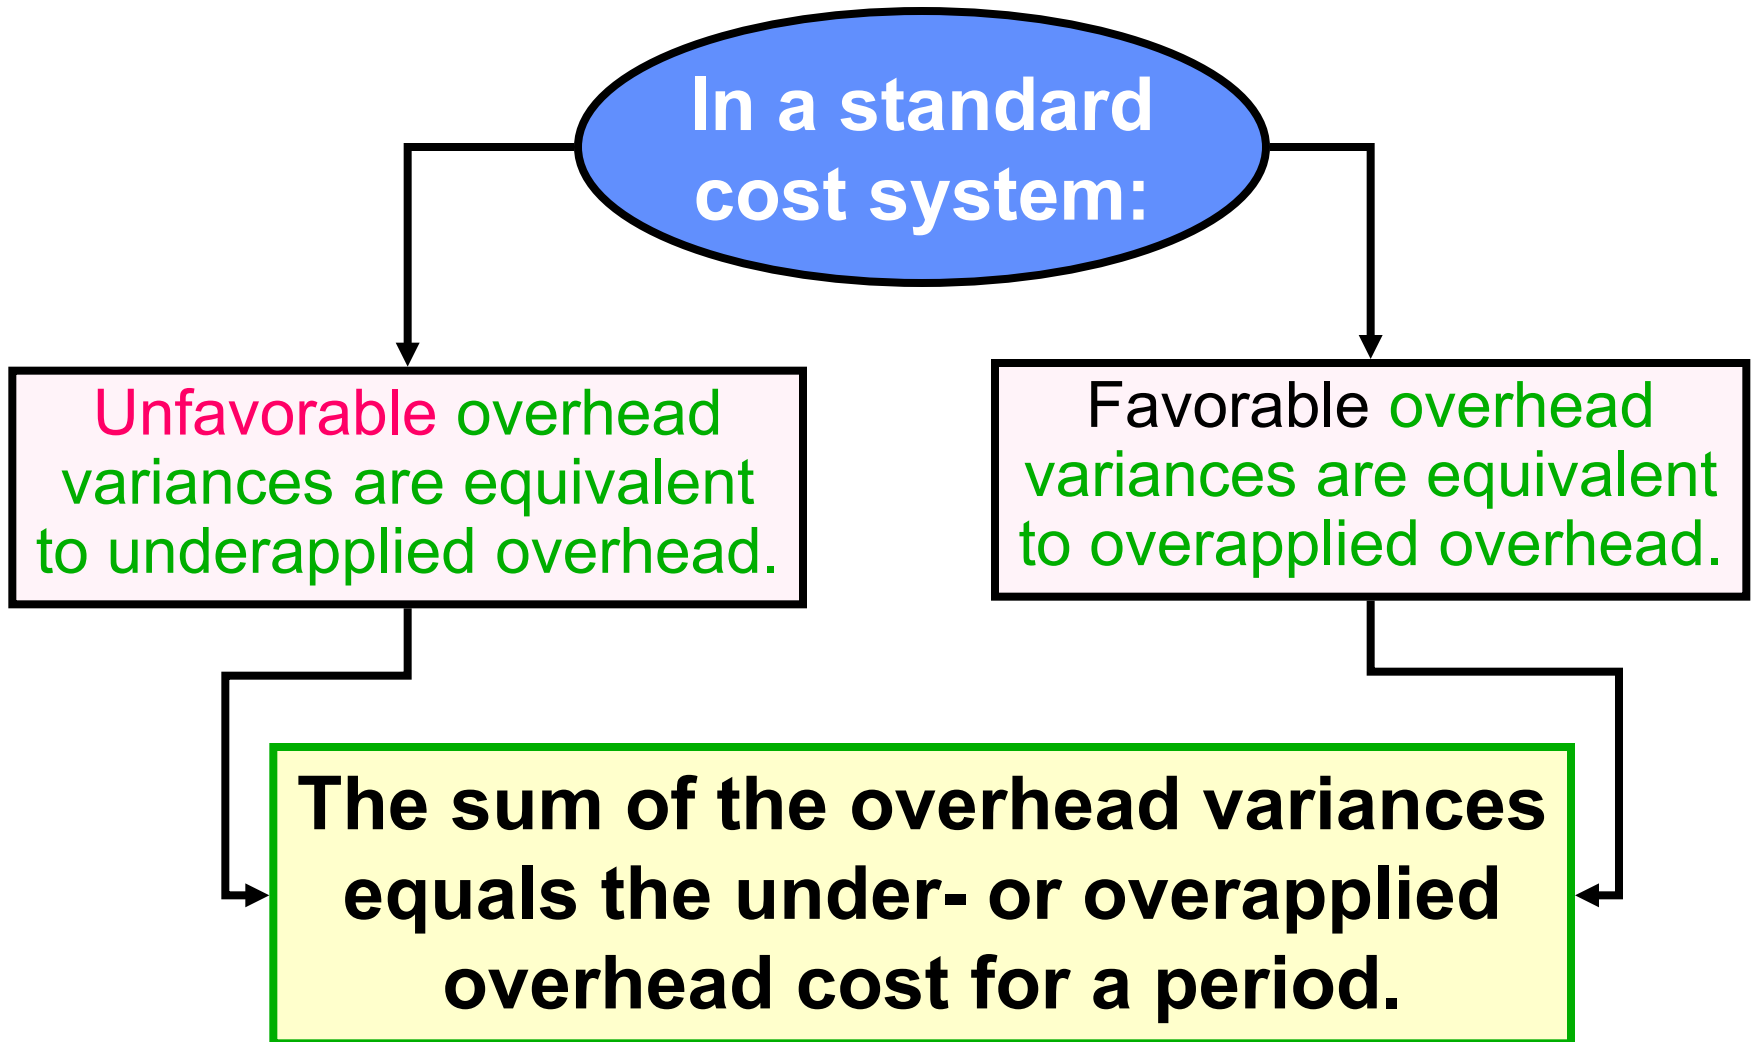 In a standard
cost system:
Unfavorable overhead
variances are equivalent
to underapplied overhead.
Favorable overhead
variances are equivalent
to overapplied overhead.
The sum of the overhead variances
equals the under- or overapplied
overhead cost for a period.